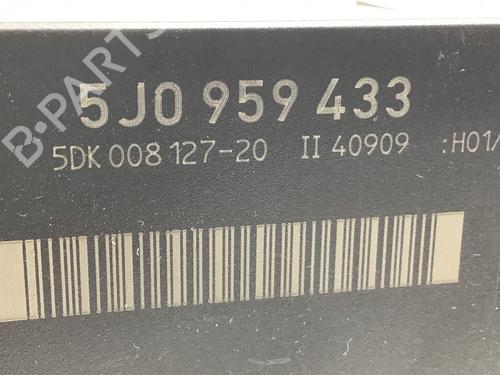 B-PARTS
5J0 959 433
5DK 008 127-20 II 40909 :H01/